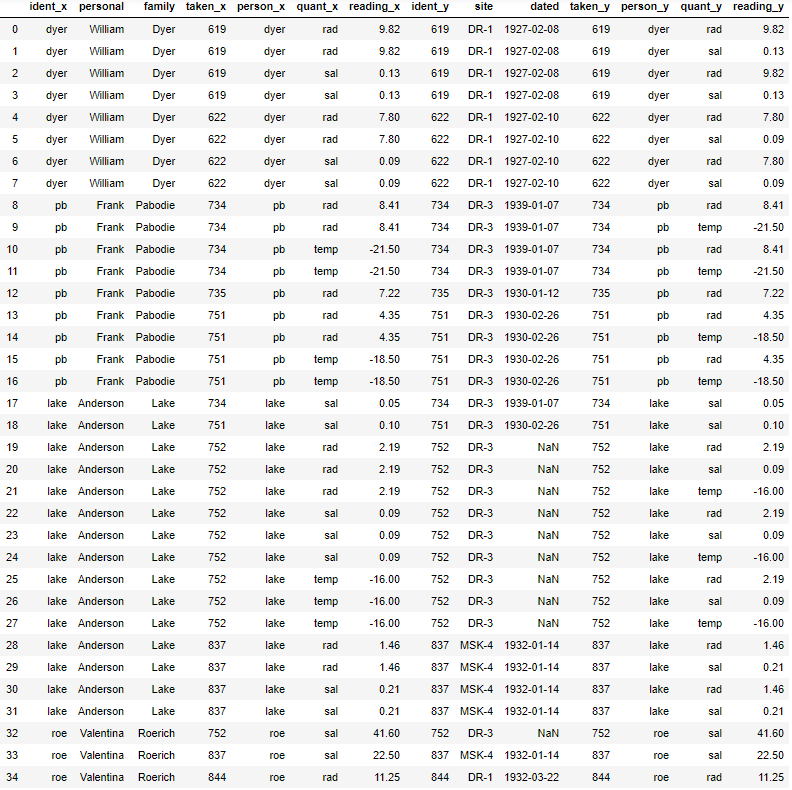 ident_x personal family taken_x person_x quant_x reading_x ident_y site dated taken_y person_y quant_y reading_y
0 dyer William Dyer 619 dyer rad 9.82 619 DR-1 1927-02-08 619 dyer rad 9.82
1 dyer William Dyer 619 dyer rad 9.82 619 DR-1 1927-02-08 619 dyer sal 0.13
2 dyer William Dyer 619 dyer sal 0.13 619 DR-1 1927-02-08 619 dyer rad 9.82
3 dyer William Dyer 619 dyer sal 0.13 619 DR-1 1927-02-08 619 dyer sal 0.13
4 dyer William Dyer 622 dyer rad 7.80 622 DR-1 1927-02-10 622 dyer rad 7.80
5 dyer William Dyer 622 dyer rad 7.80 622 DR-1 1927-02-10 622 dyer sal 0.09
6 dyer William Dyer 622 dyer sal 0.09 622 DR-1 1927-02-10 622 dyer rad 7.80
7 dyer William Dyer 622 dyer sal 0.09 622 DR-1 1927-02-10 622 dyer sal 0.09
8 pb Frank Pabodie 734 pb rad 8.41 734 DR-3 1939-01-07 734 pb rad 8.41
9 pb Frank Pabodie 734 pb rad 8.41 734 DR-3 1939-01-07 734 pb temp -21.50
10 pb Frank Pabodie 734 pb temp -21.50 734 DR-3 1939-01-07 734 pb rad 8.41
11 pb Frank Pabodie 734 pb temp -21.50 734 DR-3 1939-01-07 734 pb temp -21.50
12 pb Frank Pabodie 735 pb rad 7.22 735 DR-3 1930-01-12 735 pb rad 7.22
13 pb Frank Pabodie 751 pb rad 4.35 751 DR-3 1930-02-26 751 pb rad 4.35
14 pb Frank Pabodie 751 pb rad 4.35 751 DR-3 1930-02-26 751 pb temp -18.50
15 pb Frank Pabodie 751 pb temp -18.50 751 DR-3 1930-02-26 751 pb rad 4.35
16 pb Frank Pabodie 751 pb temp -18.50 751 DR-3 1930-02-26 751 pb temp -18.50
17 lake Anderson Lake 734 lake sal 0.05 734 DR-3 1939-01-07 734 lake sal 0.05
18 lake Anderson Lake 751 lake sal 0.10 751 DR-3 1930-02-26 751 lake sal 0.10
19 lake Anderson Lake 752 lake rad 2.19 752 DR-3 NaN 752 lake rad 2.19
20 lake Anderson Lake 752 lake rad 2.19 752 DR-3 NaN 752 lake sal 0.09
21 lake Anderson Lake 752 lake rad 2.19 752 DR-3 NaN 752 lake temp -16.00
22 lake Anderson Lake 752 lake sal 0.09 752 DR-3 NaN 752 lake rad 2.19
23 lake Anderson Lake 752 lake sal 0.09 752 DR-3 NaN 752 lake sal 0.09
24 lake Anderson Lake 752 lake sal 0.09 752 DR-3 NaN 752 lake temp -16.00
25 lake Anderson Lake 752 lake temp -16.00 752 DR-3 NaN 752 lake rad 2.19
26 lake Anderson Lake 752 lake temp -16.00 752 DR-3 NaN 752 lake sal 0.09
27 lake Anderson Lake 752 lake temp -16.00 752 DR-3 NaN 752 lake temp -16.00
28 lake Anderson Lake 837 lake rad 1.46 837 MSK-4 1932-01-14 837 lake rad 1.46
29 lake Anderson Lake 837 lake rad 1.46 837 MSK-4 1932-01-14 837 lake sal 0.21
30 lake Anderson Lake 837 lake sal 0.21 837 MSK-4 1932-01-14 837 lake rad 1.46
31 lake Anderson Lake 837 lake sal 0.21 837 MSK-4 1932-01-14 837 lake sal 0.21
32 roe Valentina Roerich 752 roe sal 41.60 752 DR-3 NaN 752 roe sal 41.60
33 roe Valentina Roerich 837 roe sal 22.50 837 MSK-4 1932-01-14 837 roe sal 22.50
34 roe Valentina Roerich 844 roe rad 11.25 844 DR-1 1932-03-22 844 roe rad 11.25